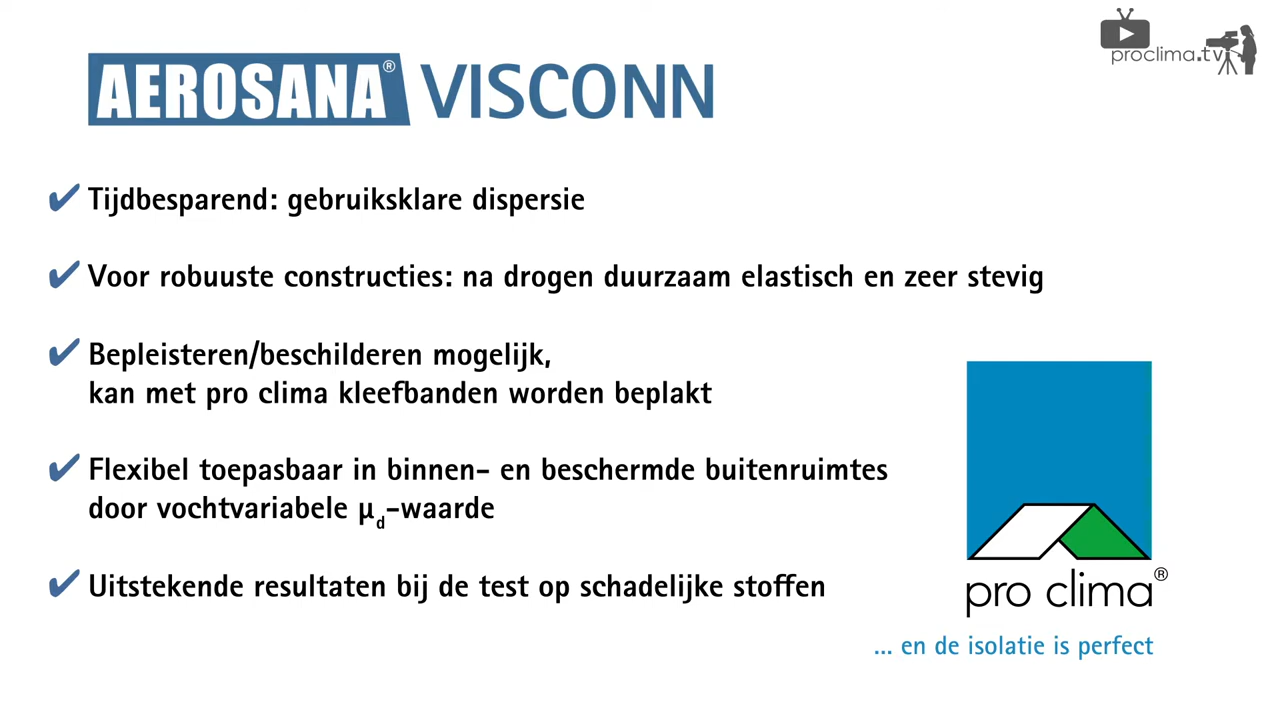 proclima.tv
AEROSANA® VISCONN
✔ Tijdbesparend: gebruiksklare dispersie
✔ Voor robuuste constructies: na drogen duurzaam elastisch en zeer stevig
✔ Bepleisteren/beschilderen mogelijk,
kan met pro clima kleefbanden worden beplakt
✔ Flexibel toepasbaar in binnen- en beschermde buitenruimtes
door vochtvariabele μd-waarde
✔ Uitstekende resultaten bij de test op schadelijke stoffen
pro clima®
... en de isolatie is perfect